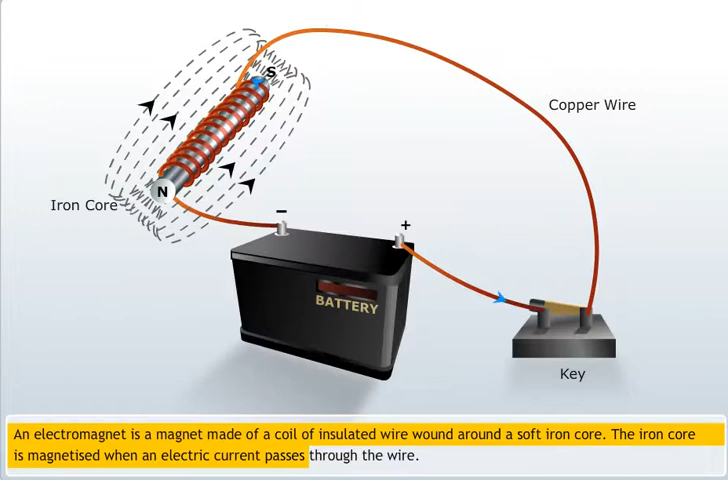 S
Copper Wire
N
Iron Core
–
+
BATTERY
Key
An electromagnet is a magnet made of a coil of insulated wire wound around a soft iron core. The iron core
is magnetised when an electric current passes through the wire.